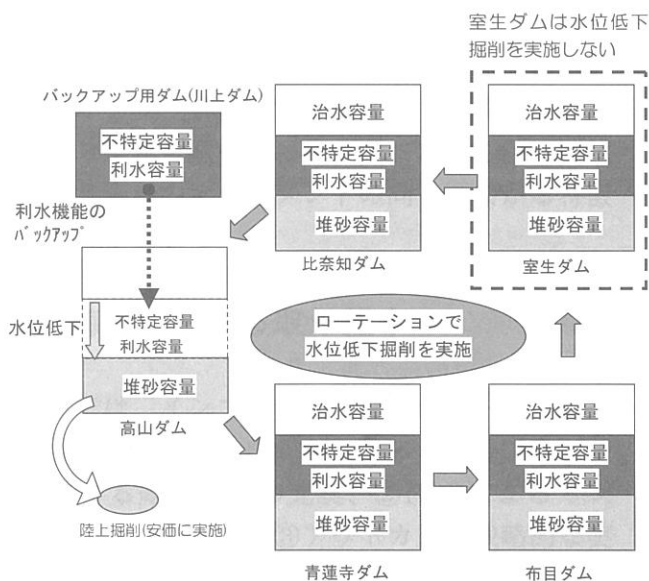 室生ダムは水位低下
掘削を実施しない
バックアップ用ダム(川上ダム)
不特定容量
利水容量
利水機能の
バックアップ
水位低下
不特定容量
利水容量
堆砂容量
高山ダム
陸上掘削(安価に実施)
治水容量
不特定容量
利水容量
堆砂容量
比奈知ダム
治水容量
不特定容量
利水容量
堆砂容量
室生ダム
ローテーションで
水位低下掘削を実施
治水容量
不特定容量
利水容量
堆砂容量
青蓮寺ダム
治水容量
不特定容量
利水容量
堆砂容量
布目ダム